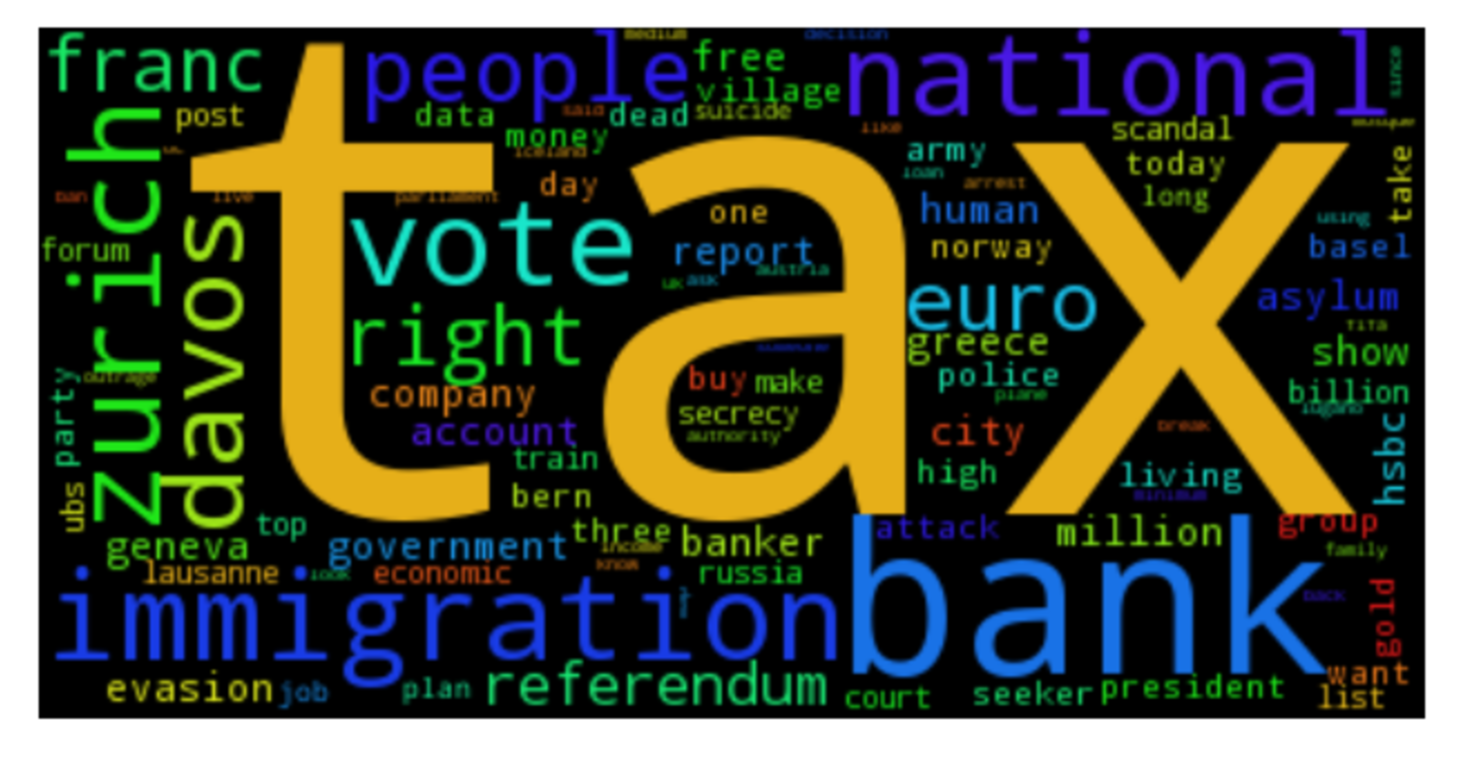 franc
people
medium
free
decision
national
since
village
zurich
post
data
said
dead
suicide
money
like
scandal
army
today
take
iceland
loan
arrest
long
day
ban
live
parliament
tax
one
human
using
vote
report
norway
basel
forum
davos
austria
uk
ask
asylum
euro
fifa
right
greece
show
outrage
buy
make
police
billion
party
company
plane
lugano
secrecy
account
authority
city
break
hsbc
train
high
living
minimum
ubs
bern
top
three
attack
million
group
geneva
government
income
banker
family
know
lausanne
look
economic
russia
immigration
bank
back
gold
evasion
job
plan
referendum
court
seeker
president
want
list